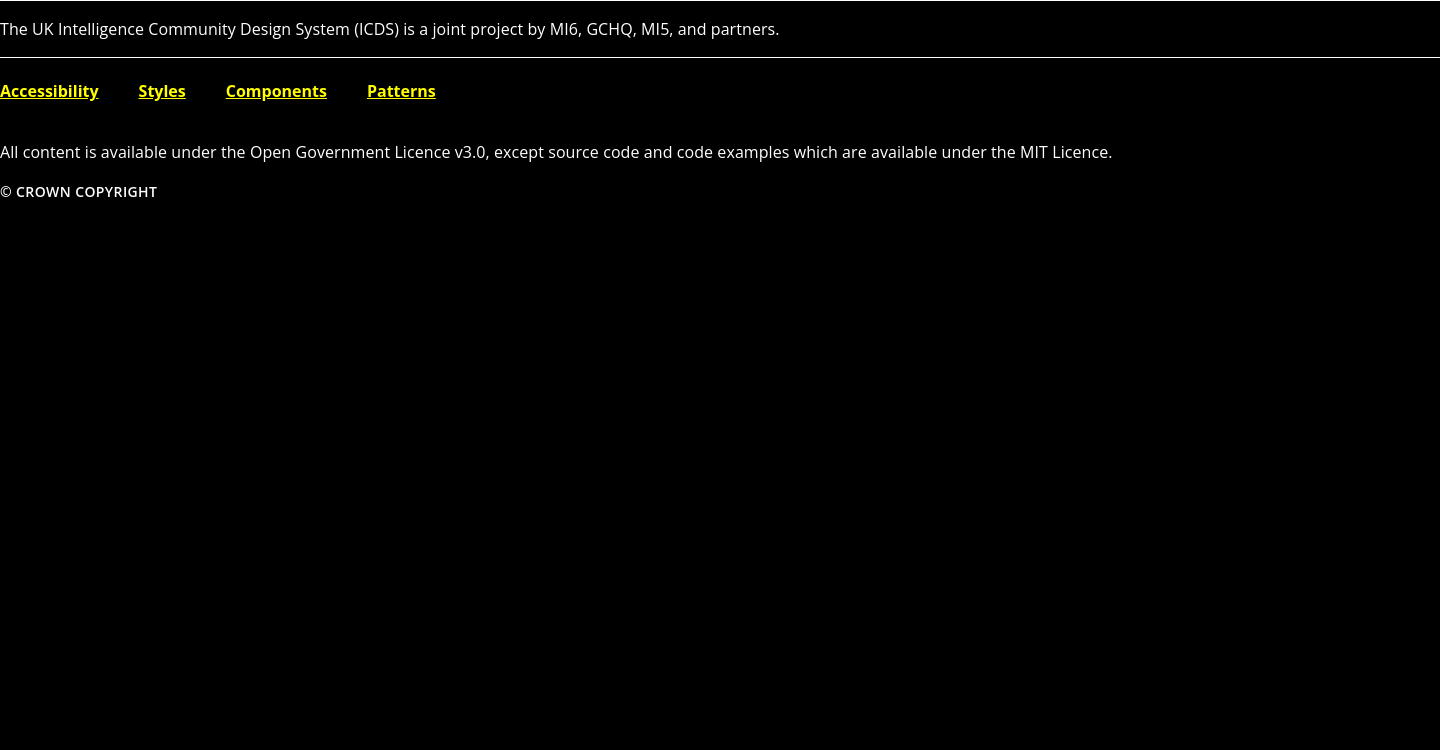 The UK Intelligence Community Design System (ICDS) is a joint project by MI6, GCHQ, MI5, and partners.
Accessibility Styles Components Patterns
All content is available under the Open Government Licence v3.0, except source code and code examples which are available under the MIT Licence.
© CROWN COPYRIGHT